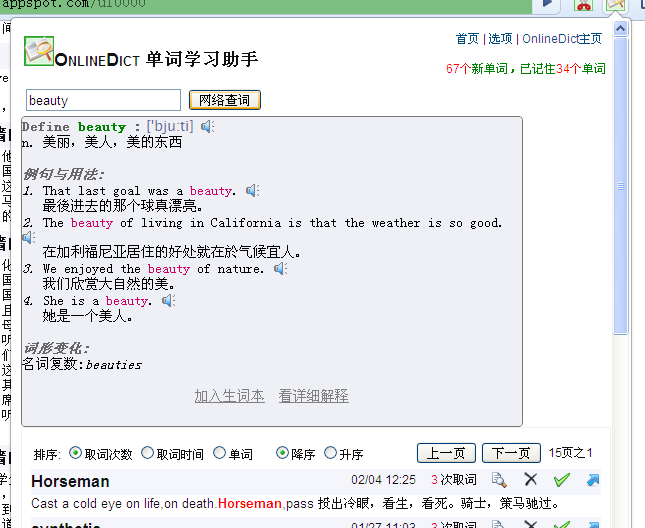 appspot.com/ul0000
首页 | 选项 | OnlineDict主页
ONLINEDICT 单词学习助手
67个新单词，已记住34个单词
beauty 网络查词
Define beauty : ['bju:ti]
n. 美丽，美人，美的东西
例句与用法:
1. That last goal was a beauty.
最後进去的那个球真漂亮。
2. The beauty of living in California is that the weather is so good.
在加利福尼亚居住的好处就在於气候宜人。
3. We enjoyed the beauty of nature.
我们欣赏大自然的美。
4. She is a beauty.
她是一个美人。
词形变化:
名词复数:beauties
加入生词本 看详细解释
排序: 取词次数 取词时间 单词 降序 升序 上一页 下一页 15页之1
Horseman 02/04 12:25 3 次取词
Cast a cold eye on life,on death.Horseman,pass 投出冷眼，看生，看死。骑士，策马驰过。
synthetic 01/27 11:03 3 次取词